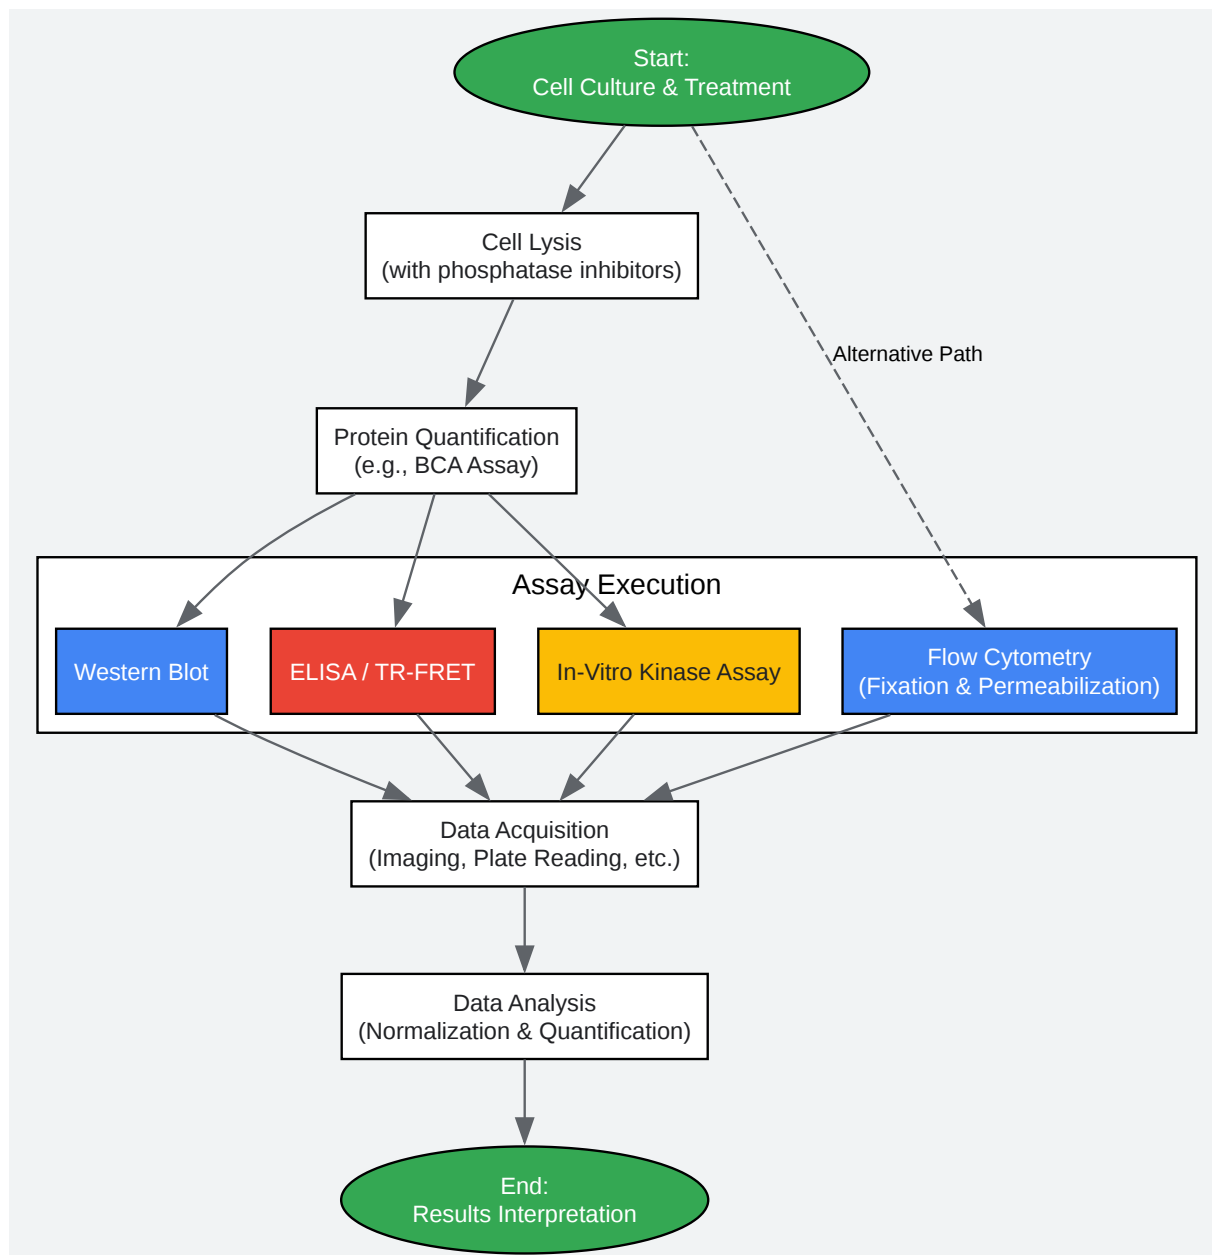 Start:
Cell Culture & Treatment
Cell Lysis
(with phosphatase inhibitors)
Alternative Path
Protein Quantification
(e.g., BCA Assay)
Assay Execution
Western Blot
ELISA / TR-FRET
In-Vitro Kinase Assay
Flow Cytometry
(Fixation & Permeabilization)
Data Acquisition
(Imaging, Plate Reading, etc.)
Data Analysis
(Normalization & Quantification)
End:
Results Interpretation